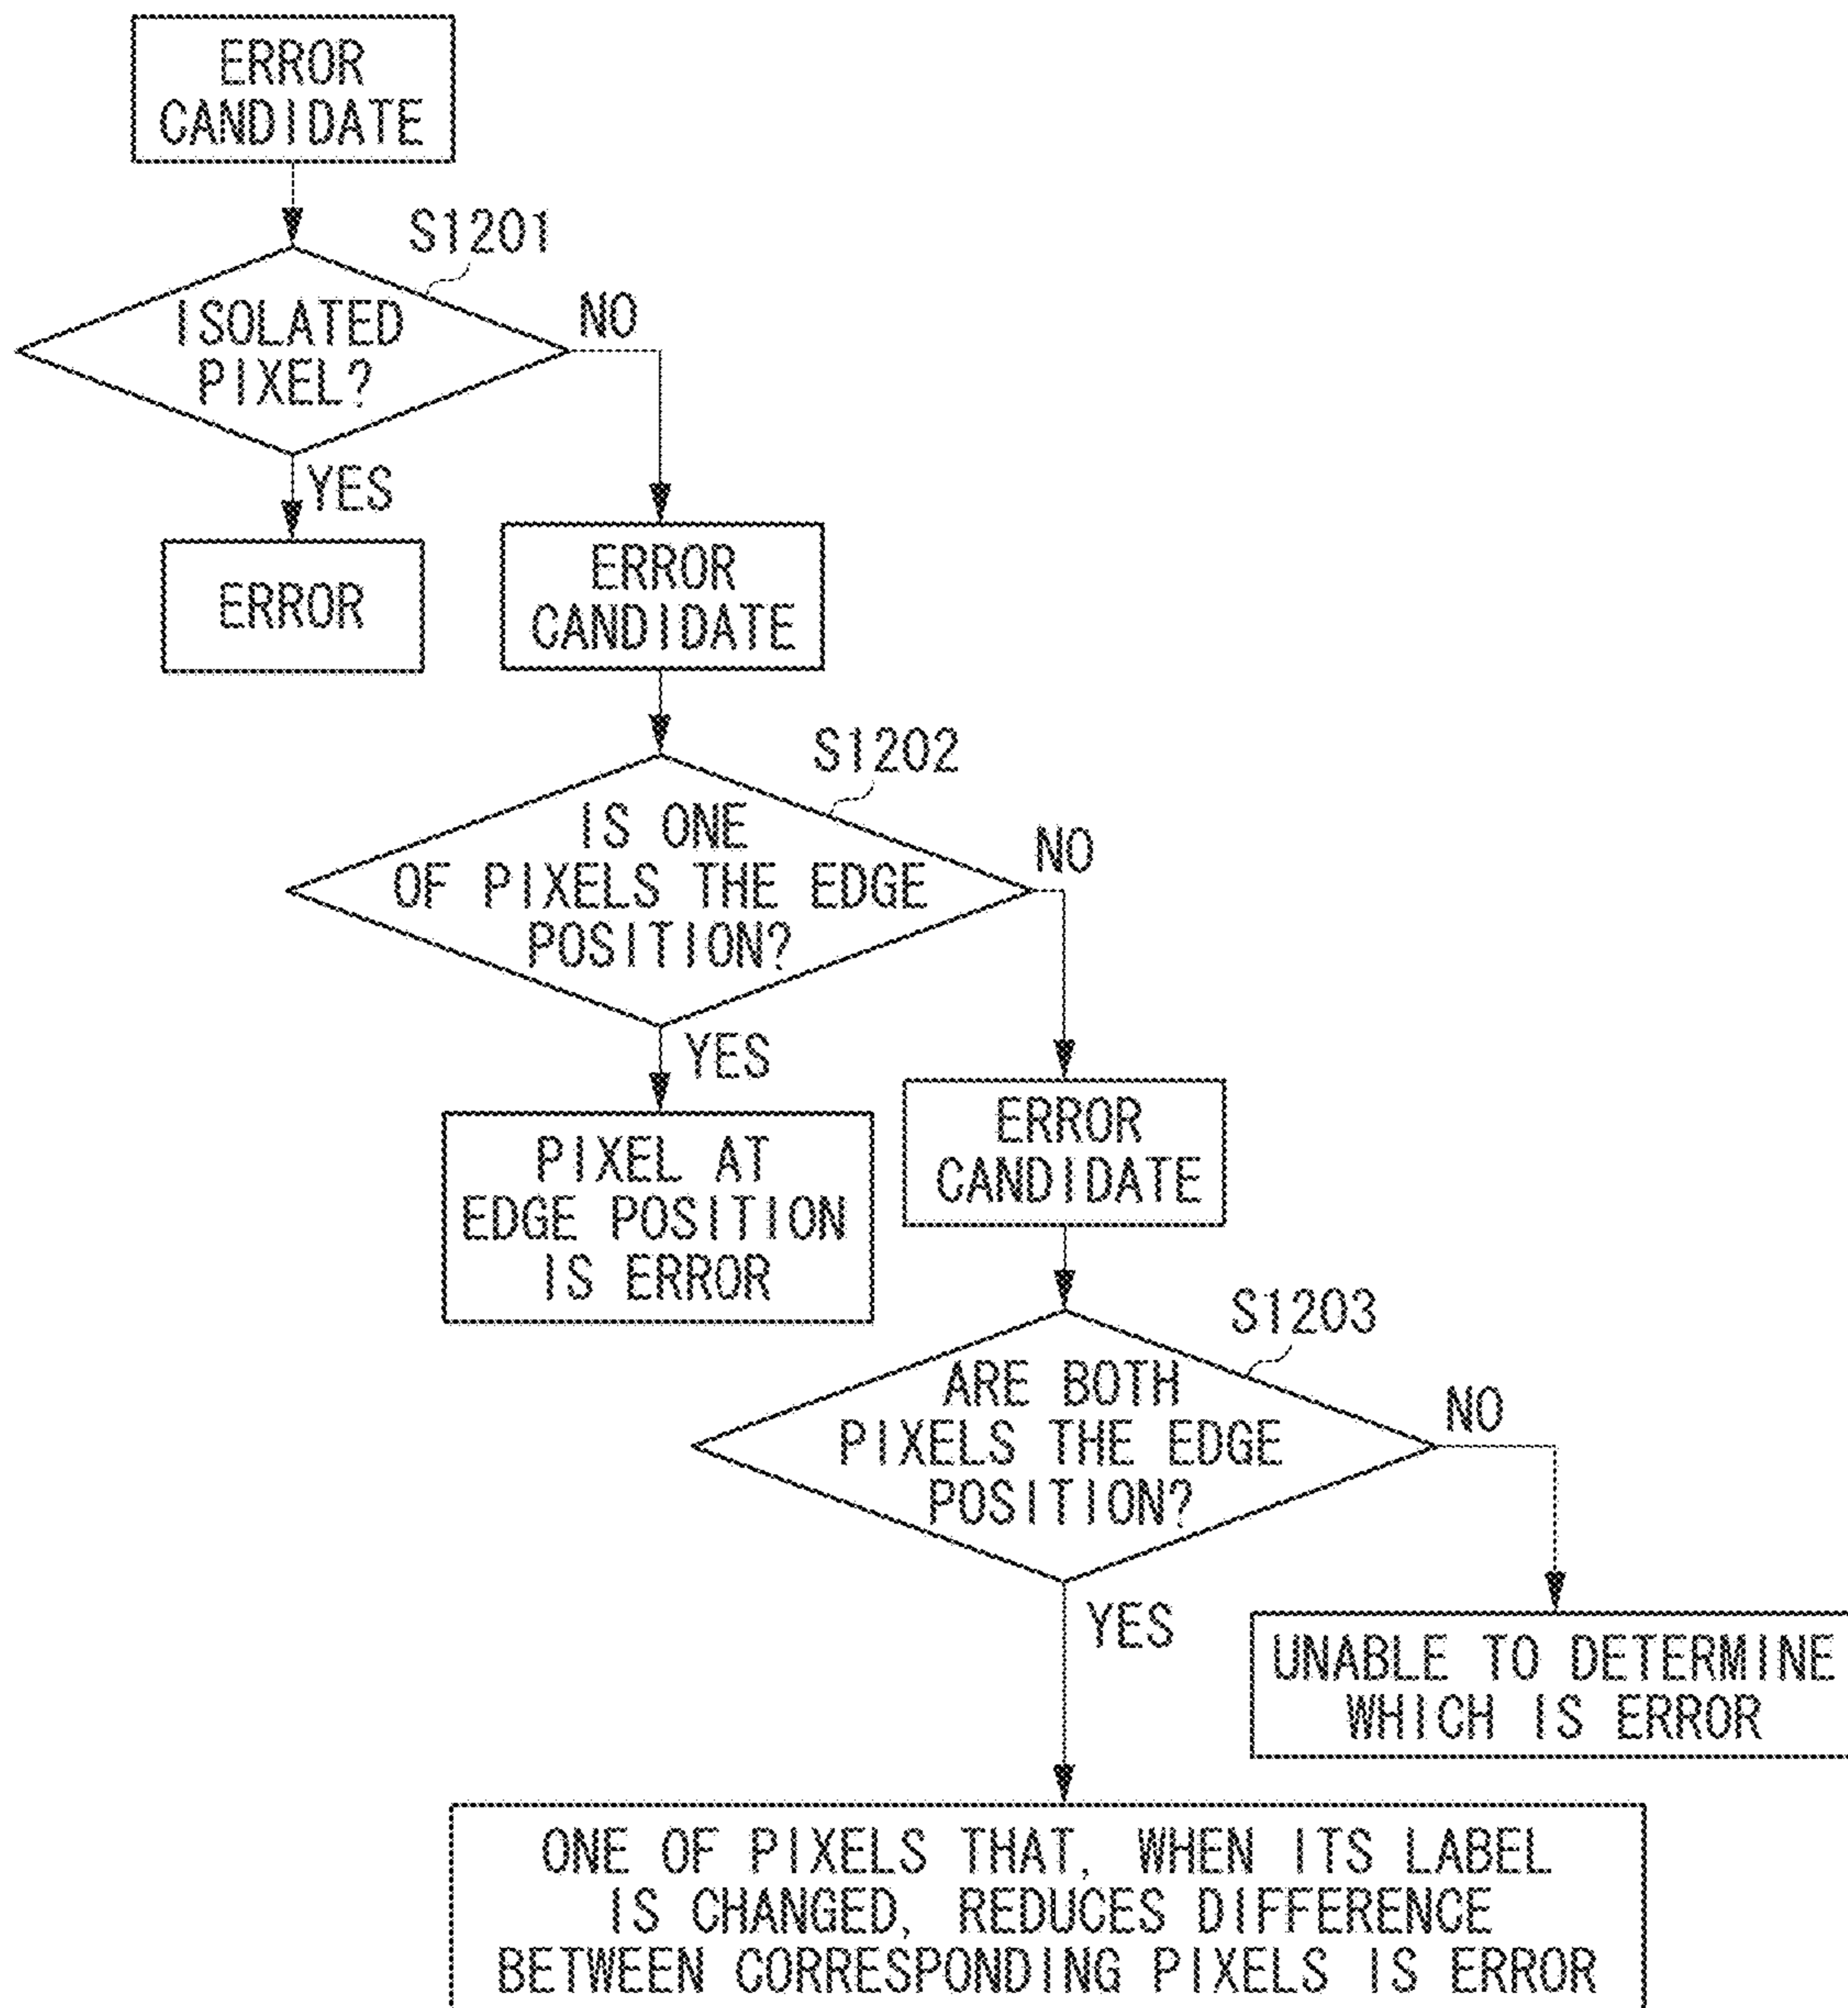 ERROR
CANDIDATE
S1201
ISOLATED
PIXEL?
NO
YES
ERROR
ERROR
CANDIDATE
S1202
IS ONE
OF PIXELS THE EDGE
POSITION?
NO
YES
PIXEL AT
EDGE POSITION
IS ERROR
ERROR
CANDIDATE
S1203
ARE BOTH
PIXELS THE EDGE
POSITION?
NO
YES
UNABLE TO DETERMINE
WHICH IS ERROR
ONE OF PIXELS THAT, WHEN ITS LABEL
IS CHANGED, REDUCES DIFFERENCE
BETWEEN CORRESPONDING PIXELS IS ERROR